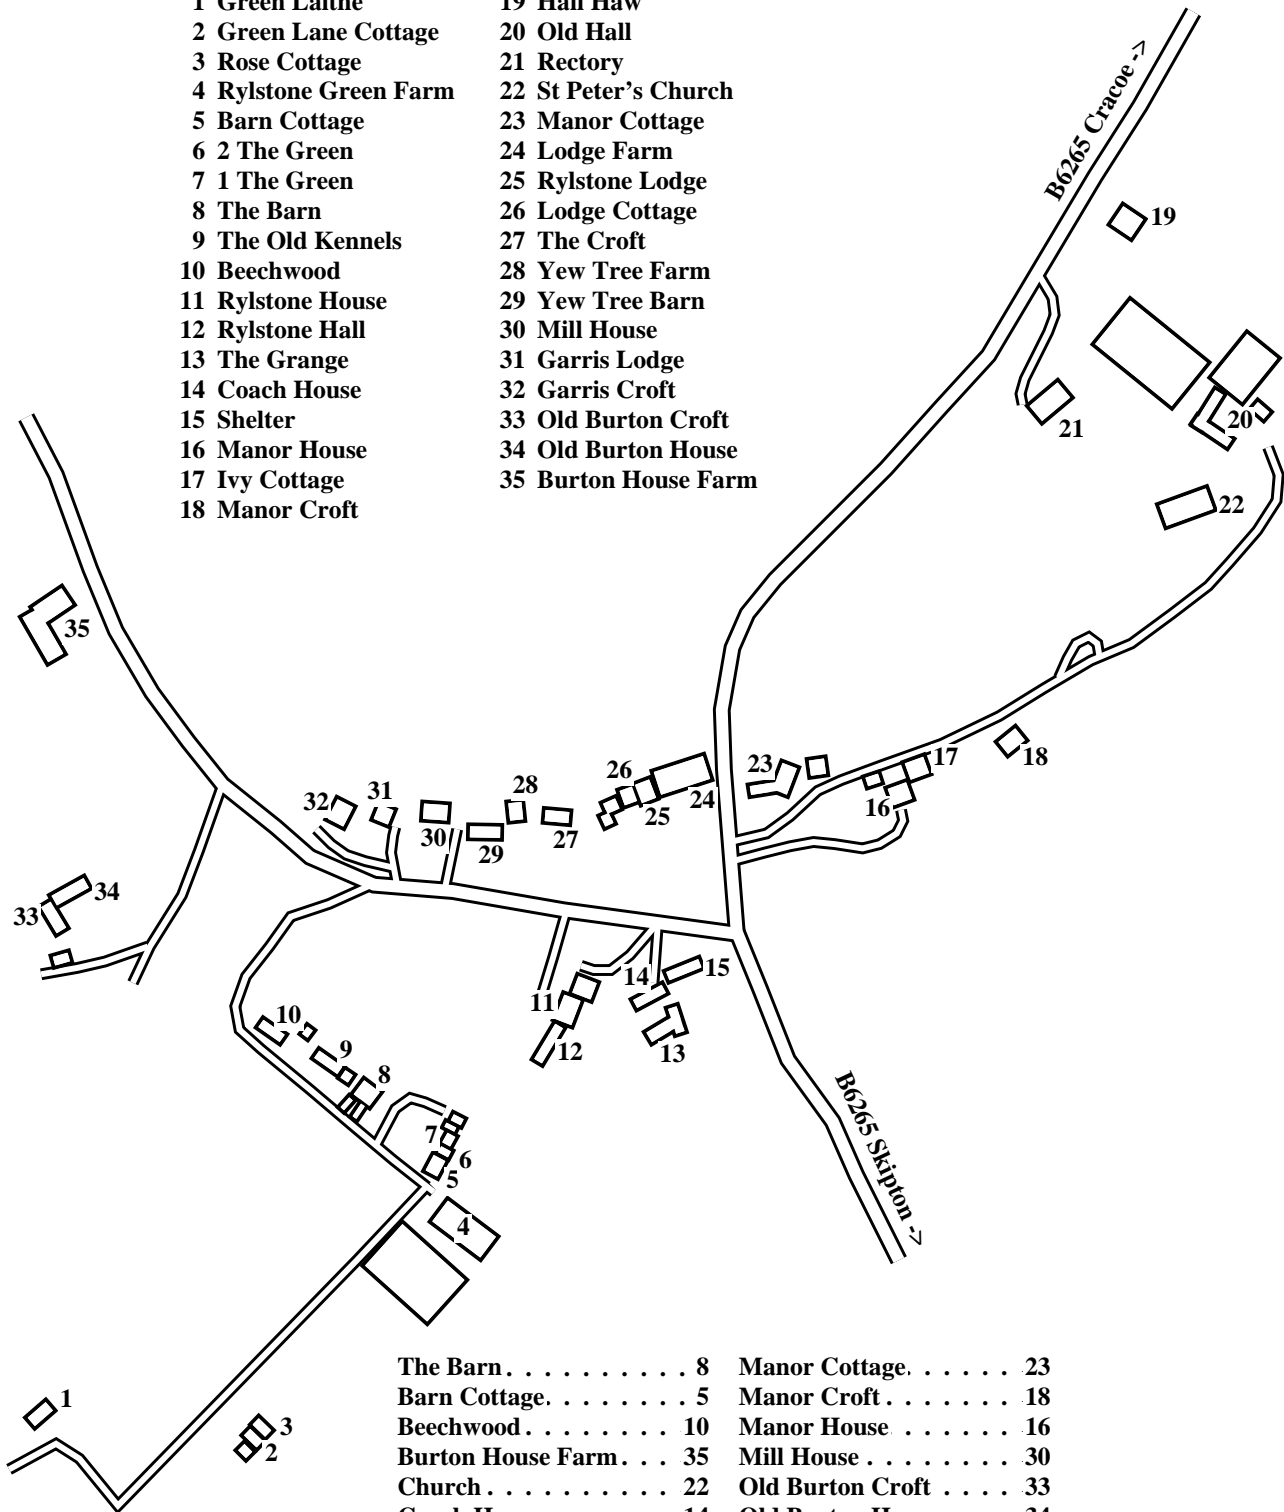 1 Green Laithe
2 Green Lane Cottage
3 Rose Cottage
4 Rylstone Green Farm
5 Barn Cottage
6 2 The Green
7 1 The Green
8 The Barn
9 The Old Kennels
10 Beechwood
11 Rylstone House
12 Rylstone Hall
13 The Grange
14 Coach House
15 Shelter
16 Manor House
17 Ivy Cottage
18 Manor Croft
19 Hall Haw
20 Old Hall
21 Rectory
22 St Peter's Church
23 Manor Cottage
24 Lodge Farm
25 Rylstone Lodge
26 Lodge Cottage
27 The Croft
28 Yew Tree Farm
29 Yew Tree Barn
30 Mill House
31 Garris Lodge
32 Garris Croft
33 Old Burton Croft
34 Old Burton House
35 Burton House Farm
B6265 Cracoe ->
19
21
20
22
35
18
17
16
23
24
25
26
27
28
29
30
31
32
34
33
15
14
13
11
12
10
9
8
7
6
5
4
B6265 Skipton ->
1
3
2
The Barn . . . . . . . . . . 8
Barn Cottage . . . . . . . . 5
Beechwood . . . . . . . . 10
Burton House Farm . . . 35
Church . . . . . . . . . . 22
Coach House 14
Manor Cottage . . . . . . 23
Manor Croft . . . . . . . 18
Manor House . . . . . . 16
Mill House . . . . . . . . 30
Old Burton Croft . . . . 33
Old Burton House 34